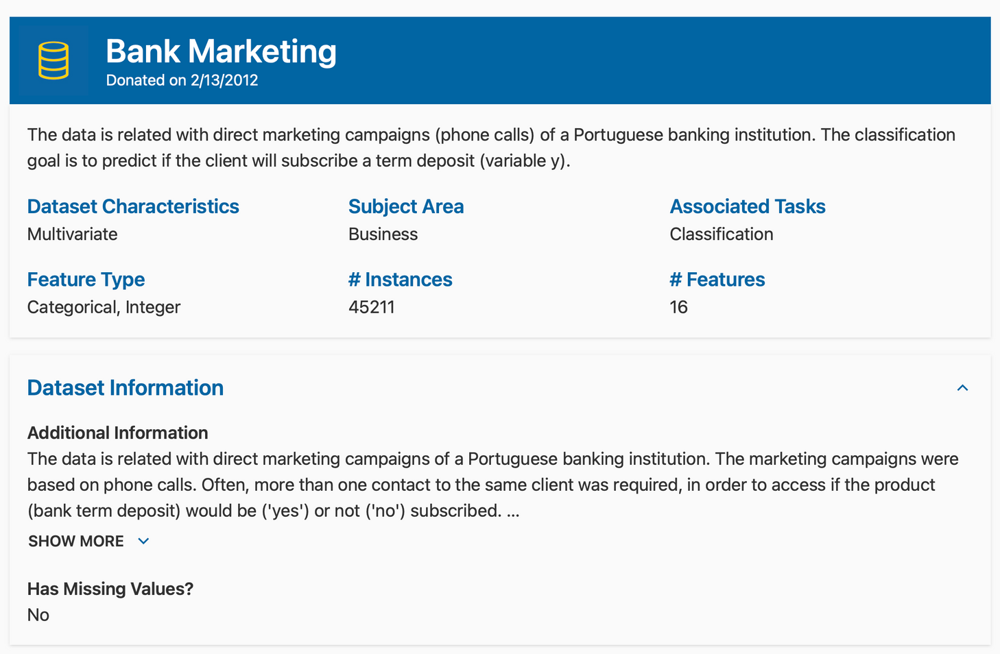 Bank Marketing
Donated on 2/13/2012
The data is related with direct marketing campaigns (phone calls) of a Portuguese banking institution. The classification
goal is to predict if the client will subscribe a term deposit (variable y).
Dataset Characteristics
Multivariate
Subject Area
Business
Associated Tasks
Classification
Feature Type
Categorical, Integer
# Instances
45211
# Features
16
Dataset Information
Additional Information
The data is related with direct marketing campaigns of a Portuguese banking institution. The marketing campaigns were
based on phone calls. Often, more than one contact to the same client was required, in order to access if the product
(bank term deposit) would be ('yes') or not ('no') subscribed. ...
SHOW MORE
Has Missing Values?
No